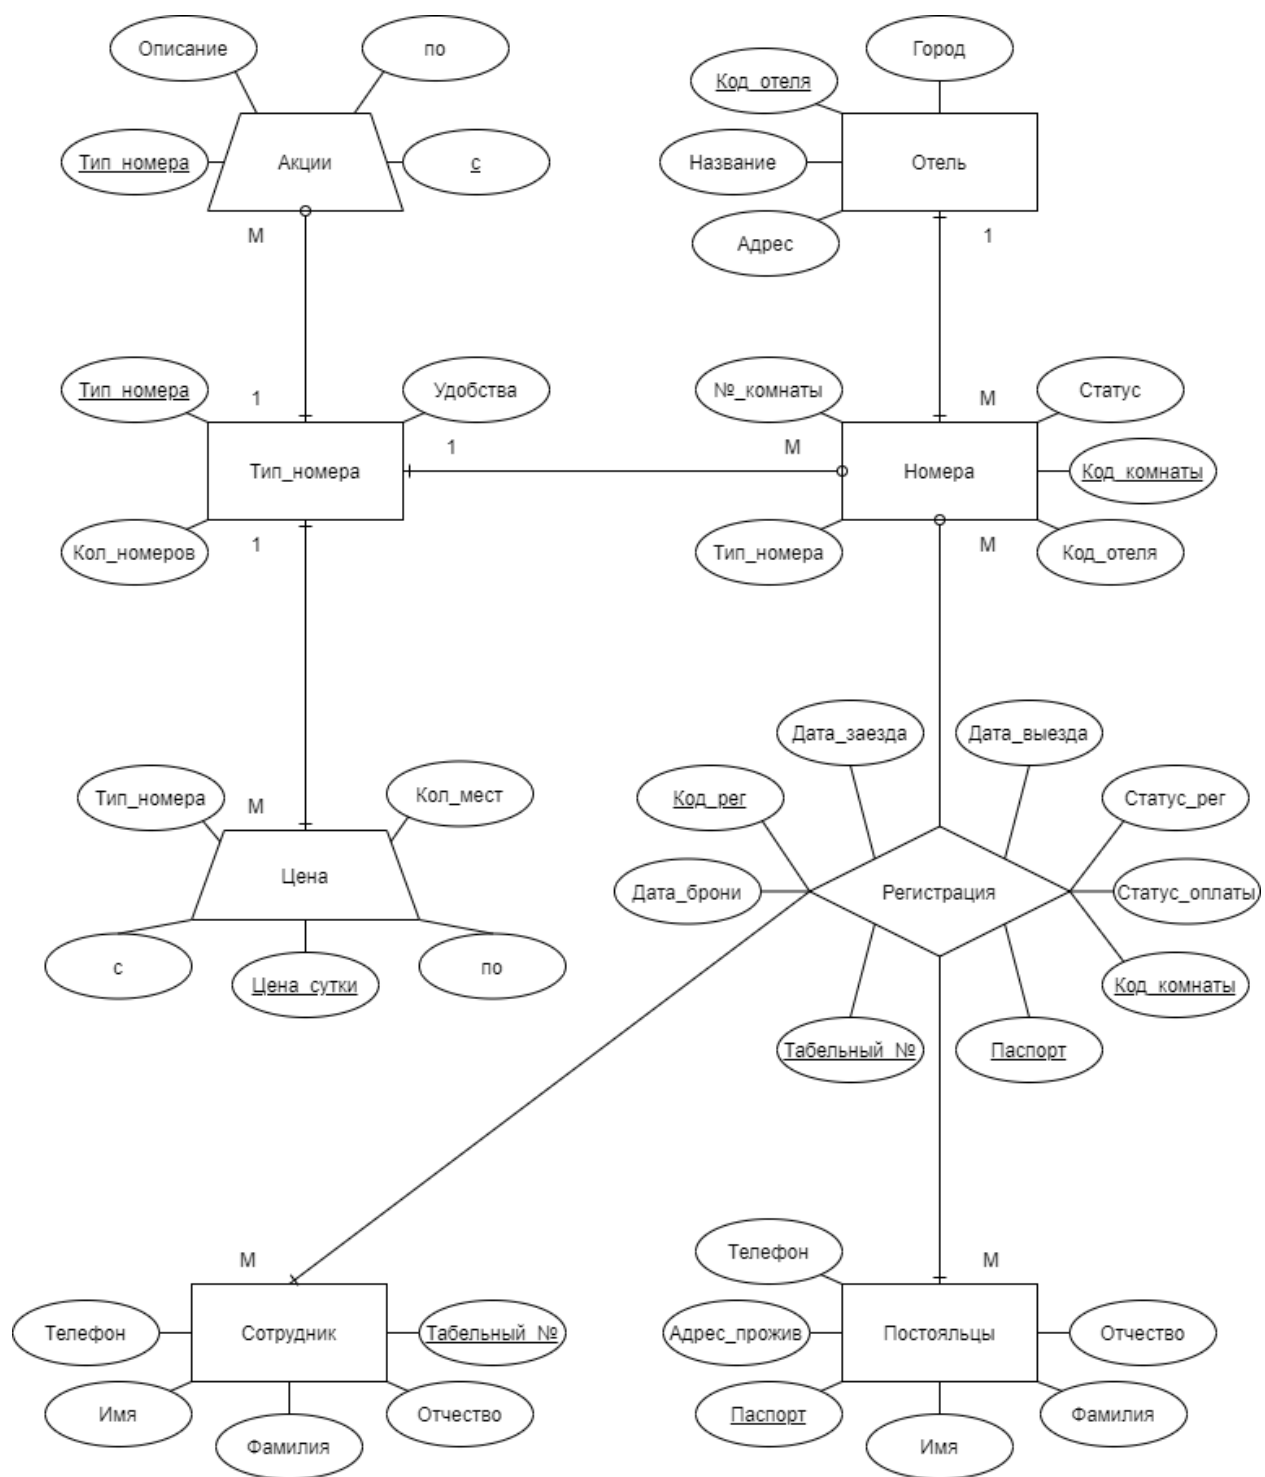 Описание
по
Город
Код_отеля
Тип_номера
Акции
с
Название
Отель
Адрес
М
1
Тип_номера
Удобства
№_комнаты
Статус
1
М
1
М
Тип_номера
Номера
Код_комнаты
Кол_номеров
1
Тип_номера
М
Код_отеля
Дата_заезда
Дата_выезда
Тип_номера
М
Кол_мест
Код_рег
Статус_рег
Цена
Дата_брони
Регистрация
Статус_оплаты
с
Цена_сутки
по
Код_комнаты
Табельный_№
Паспорт
М
Телефон
М
Телефон
Сотрудник
Табельный_№
Адрес_прожив
Постояльцы
Отчество
Имя
Фамилия
Отчество
Паспорт
Имя
Фамилия